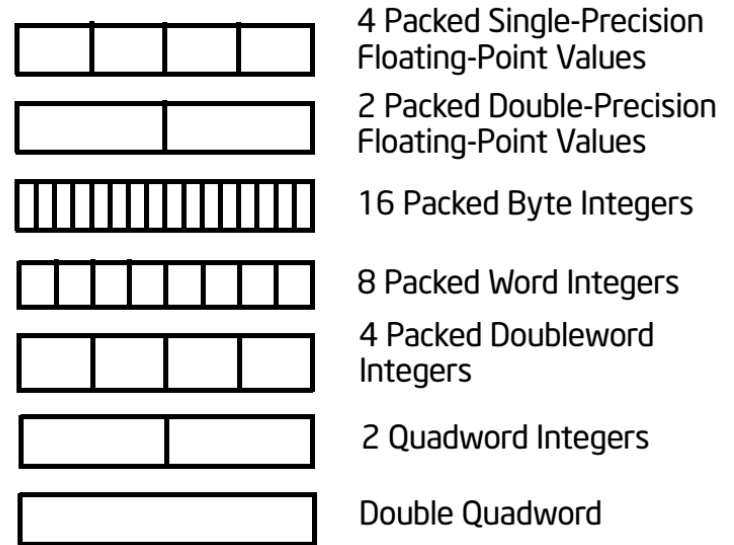 4 Packed Single-Precision
Floating-Point Values
2 Packed Double-Precision
Floating-Point Values
16 Packed Byte Integers
8 Packed Word Integers
4 Packed Doubleword
Integers
2 Quadword Integers
Double Quadword